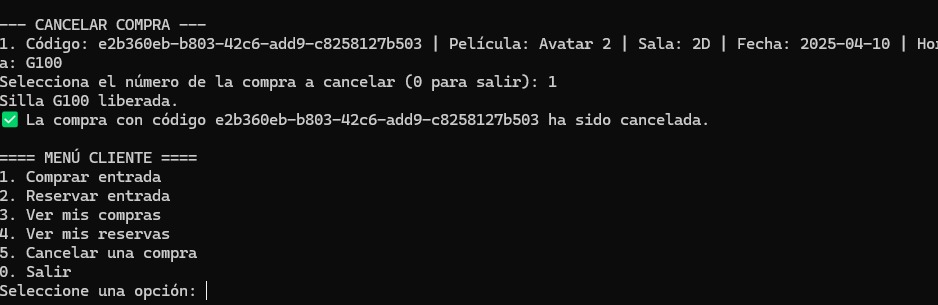 --- CANCELAR COMPRA ---
1. Código: e2b360eb-b803-42c6-add9-c8258127b503 | Película: Avatar 2 | Sala: 2D | Fecha: 2025-04-10 | Hor
a: G100
Selecciona el número de la compra a cancelar (0 para salir): 1
Silla G100 liberada.
✅ La compra con código e2b360eb-b803-42c6-add9-c8258127b503 ha sido cancelada.
==== MENÚ CLIENTE ====
1. Comprar entrada
2. Reservar entrada
3. Ver mis compras
4. Ver mis reservas
5. Cancelar una compra
0. Salir
Seleccione una opción: